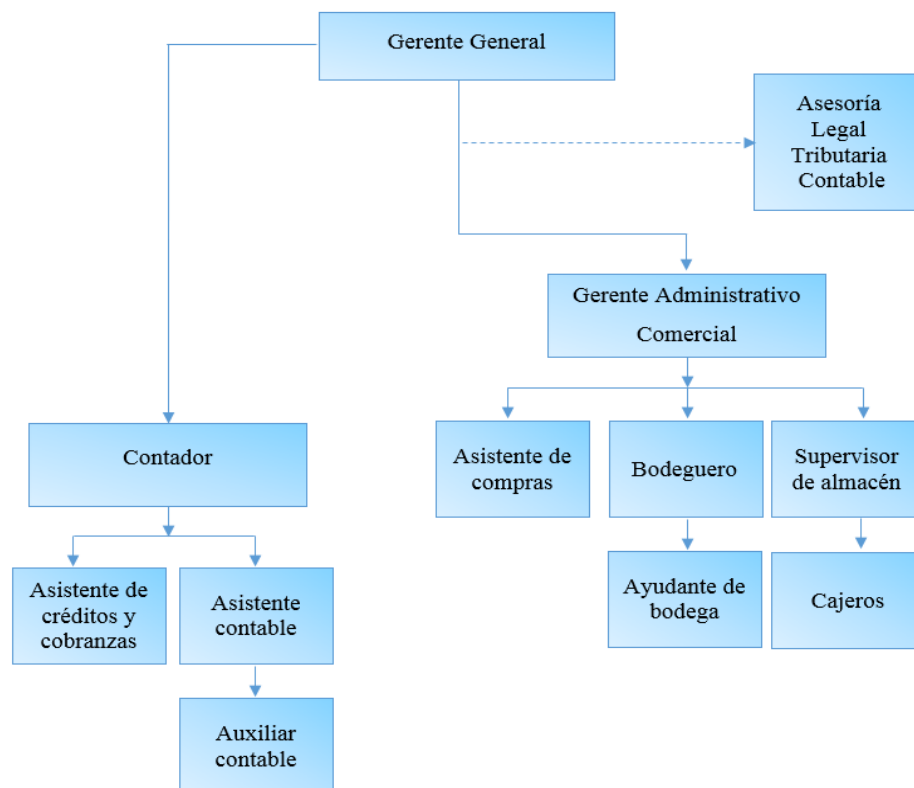 Gerente General
Asesoría
Legal
Tributaria
Contable
Gerente Administrativo
Comercial
Contador
Asistente de
compras
Bodeguero
Supervisor
de almacén
Asistente de
créditos y
cobranzas
Asistente
contable
Ayudante de
bodega
Cajeros
Auxiliar
contable